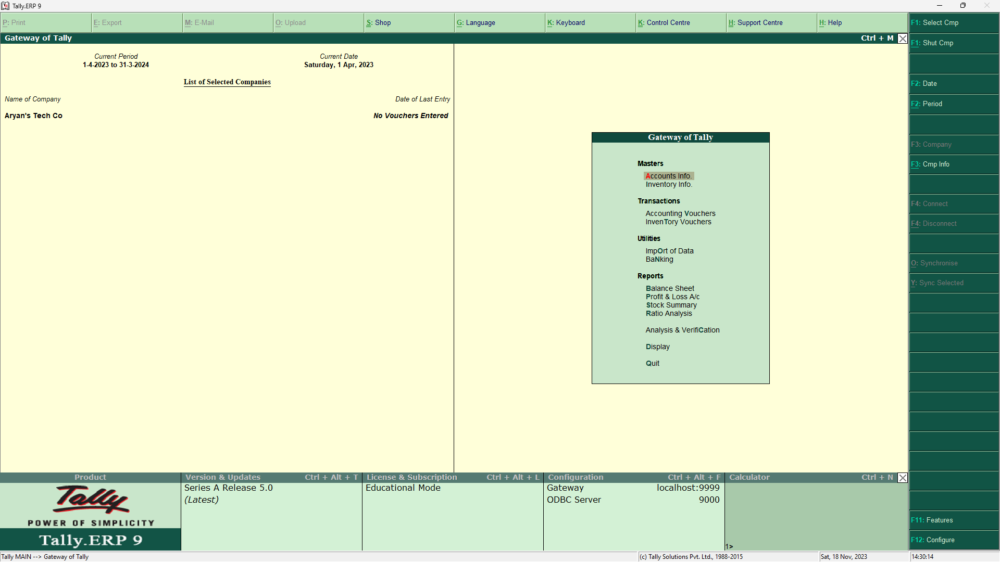 Tally.ERP 9
P: Print
E: Export
M: E-Mail
O: Upload
S: Shop
G: Language
K: Keyboard
K: Control Centre
H: Support Centre
H: Help
Gateway of Tally
Ctrl + M
Current Period
1-4-2023 to 31-3-2024
Current Date
Saturday, 1 Apr, 2023
List of Selected Companies
Name of Company
Date of Last Entry
Aryan's Tech Co
No Vouchers Entered
Gateway of Tally
Masters
Accounts Info.
Inventory Info.
Transactions
Accounting Vouchers
InvenTory Vouchers
Utilities
ImpOrt of Data
BaNking
Reports
Balance Sheet
Profit & Loss A/c
Stock Summary
Ratio Analysis
Analysis & VerifiCation
Display
Quit
F1: Select Cmp
F1: Shut Cmp
F2: Date
F2: Period
F3: Company
F3: Cmp Info
F4: Connect
F4: Disconnect
O: Synchronise
Y: Sync Selected
F11: Features
F12: Configure
Product
Tally
POWER OF SIMPLICITY
Tally.ERP 9
Version & Updates
Ctrl + Alt + T
Series A Release 5.0
(Latest)
License & Subscription
Ctrl + Alt + L
Educational Mode
Configuration
Ctrl + Alt + F
Gateway
localhost:9999
ODBC Server
9000
Calculator
Ctrl + N
1>
Tally MAIN --> Gateway of Tally
(c) Tally Solutions Pvt. Ltd., 1988-2015
Sat, 18 Nov, 2023
14:30:14